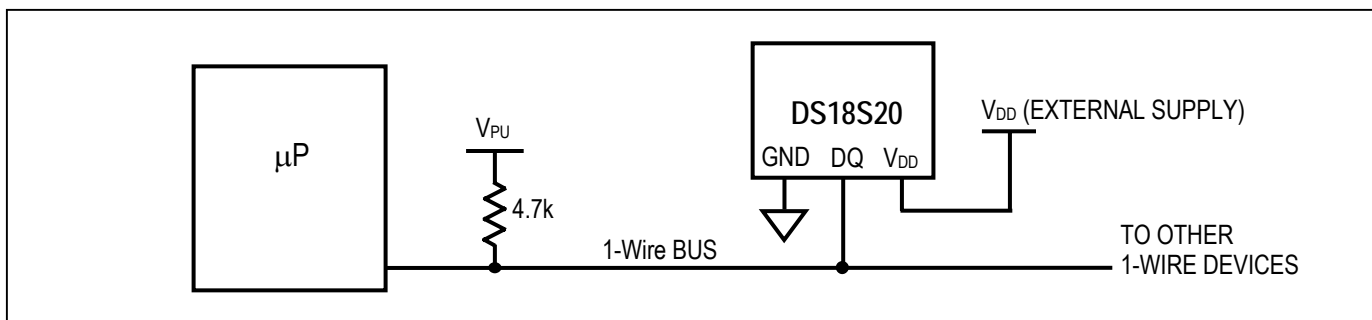 μP
VPU
4.7k
1-Wire BUS
DS18S20
GND DQ VDD
VDD (EXTERNAL SUPPLY)
TO OTHER
1-WIRE DEVICES